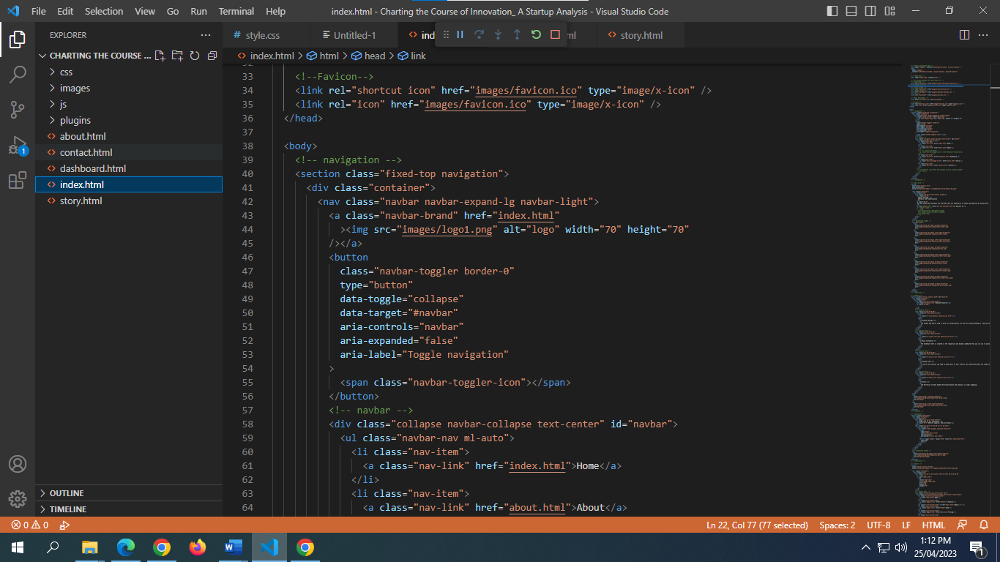 File Edit Selection View Go Run Terminal Help
index.html - Charting the Course of Innovation_ A Startup Analysis - Visual Studio Code
EXPLORER
CHARTING THE COURSE ...
css
images
js
plugins
about.html
contact.html
dashboard.html
index.html
story.html
OUTLINE
TIMELINE
1
# style.css
Untitled-1
<> ind
ml
<> story.html
<> index.html > html > head > link
33 <!--Favicon-->
34 <link rel="shortcut icon" href="images/favicon.ico" type="image/x-icon" />
35 <link rel="icon" href="images/favicon.ico" type="image/x-icon" />
36 </head>
37
38 <body>
39 <!-- navigation -->
40 <section class="fixed-top navigation">
41 <div class="container">
42 <nav class="navbar navbar-expand-lg navbar-light">
43 <a class="navbar-brand" href="index.html"
44 ><img src="images/logo1.png" alt="logo" width="70" height="70"
45 /></a>
46 <button
47 class="navbar-toggler border-0"
48 type="button"
49 data-toggle="collapse"
50 data-target="#navbar"
51 aria-controls="navbar"
52 aria-expanded="false"
53 aria-label="Toggle navigation"
54 >
55 <span class="navbar-toggler-icon"></span>
56 </button>
57 <!-- navbar -->
58 <div class="collapse navbar-collapse text-center" id="navbar">
59 <ul class="navbar-nav ml-auto">
60 <li class="nav-item">
61 <a class="nav-link" href="index.html">Home</a>
62 </li>
63 <li class="nav-item">
64 <a class="nav-link" href="about.html">About</a>
0 0
Ln 22, Col 77 (77 selected) Spaces: 2 UTF-8 LF HTML
1:12 PM
25/04/2023
1